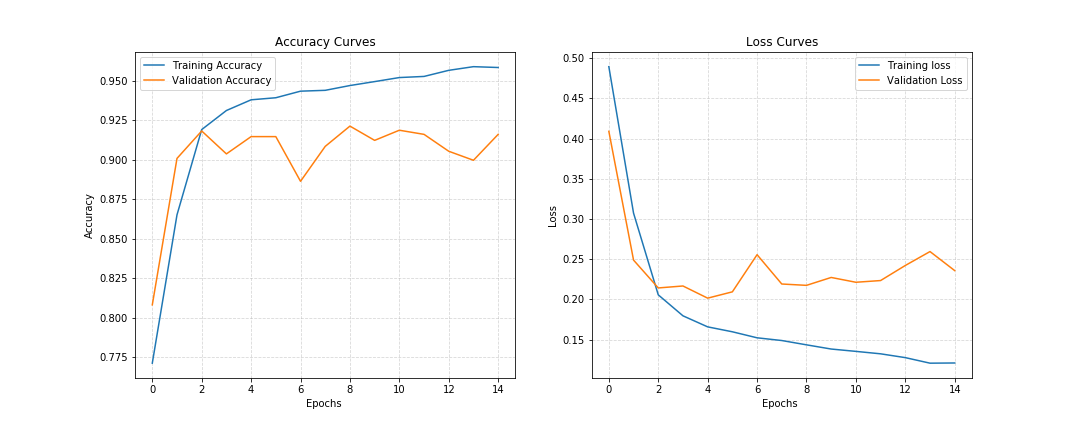 Accuracy Curves
Training Accuracy
Validation Accuracy
0.950
0.925
0.900
0.875
0.850
0.825
0.800
0.775
Accuracy
0 2 4 6 8 10 12 14
Epochs
Loss Curves
Training loss
Validation Loss
0.50
0.45
0.40
0.35
0.30
0.25
0.20
0.15
Loss
0 2 4 6 8 10 12 14
Epochs